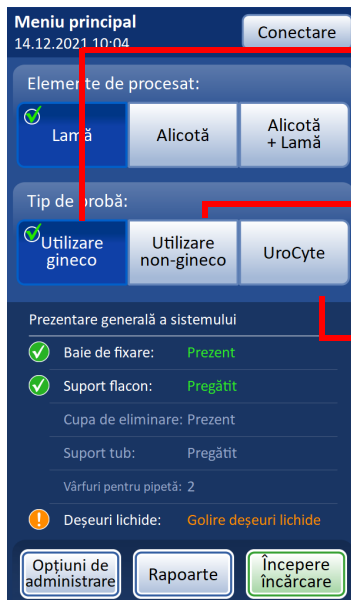 Meniu principal
14.12.2021 10:04
Conectare
Elemente de procesat:
Lamă
Alicotă
Alicotă
+ Lamă
Tip de probă:
Utilizare
gineco
Utilizare
non-gineco
UroCyte
Prezentare generală a sistemului
Baie de fixare: Prezent
Suport flacon: Pregătit
Cupa de eliminare: Prezent
Suport tub: Pregătit
Vârfuri pentru pipetă: 2
Deșeuri lichide: Golire deșeuri lichide
Opțiuni de
administrare
Rapoarte
Începere
încărcare